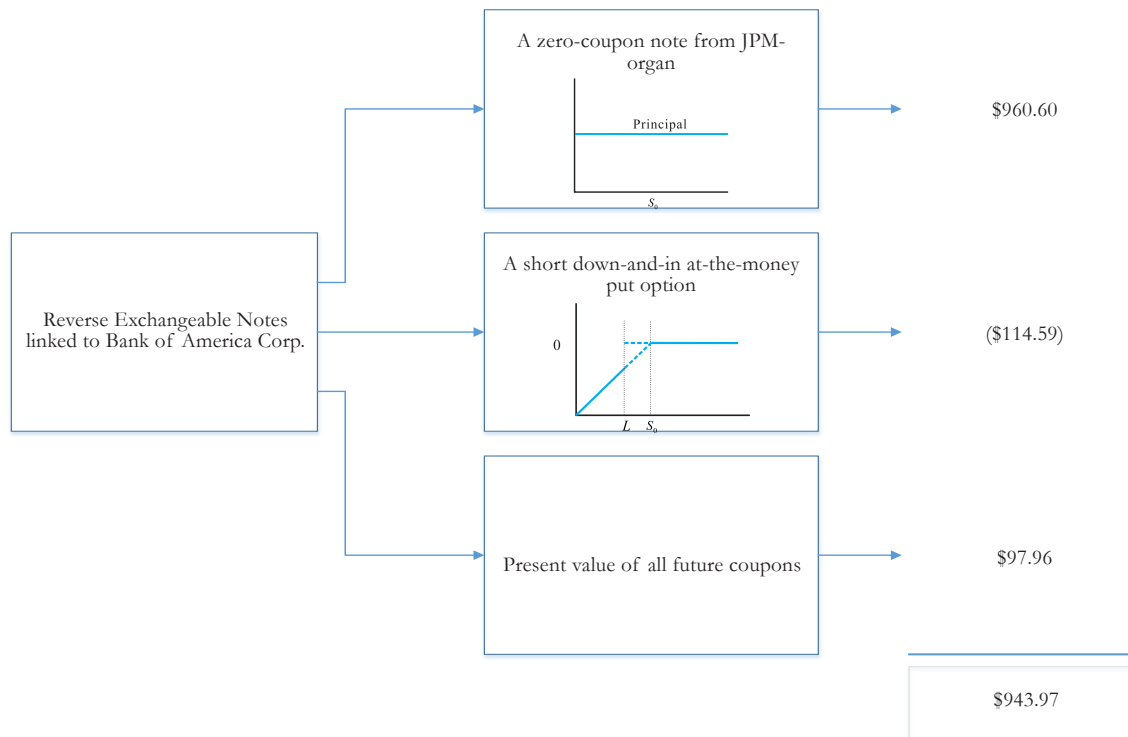 A zero-coupon note from JPM-
organ
Principal
S₀
$960.60
Reverse Exchangeable Notes
linked to Bank of America Corp.
A short down-and-in at-the-money
put option
0
L S₀
($114.59)
Present value of all future coupons
$97.96
$943.97